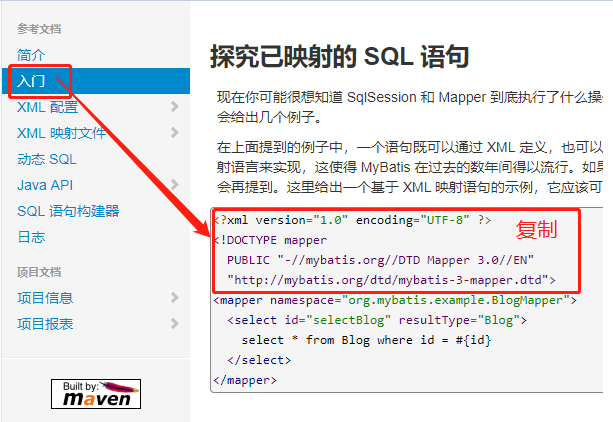 参考文档
简介
入门
XML 配置
XML 映射文件
动态 SQL
Java API
SQL 语句构建器
日志
项目文档
项目信息
项目报表
Built by:
maven
探究已映射的 SQL 语句
现在你可能很想知道 SqlSession 和 Mapper 到底执行了什么操
会给出几个例子。
在上面提到的例子中，一个语句既可以通过 XML 定义，也可以
射语言来实现，这使得 MyBatis 在过去的数年间得以流行。如果
会再提到。这里给出一个基于 XML 映射语句的示例，它应该可
<?xml version="1.0" encoding="UTF-8" ?>
复制
<!DOCTYPE mapper
PUBLIC "-//mybatis.org//DTD Mapper 3.0//EN"
"http://mybatis.org/dtd/mybatis-3-mapper.dtd">
<mapper namespace="org.mybatis.example.BlogMapper">
<select id="selectBlog" resultType="Blog">
select * from Blog where id = #{id}
</select>
</mapper>